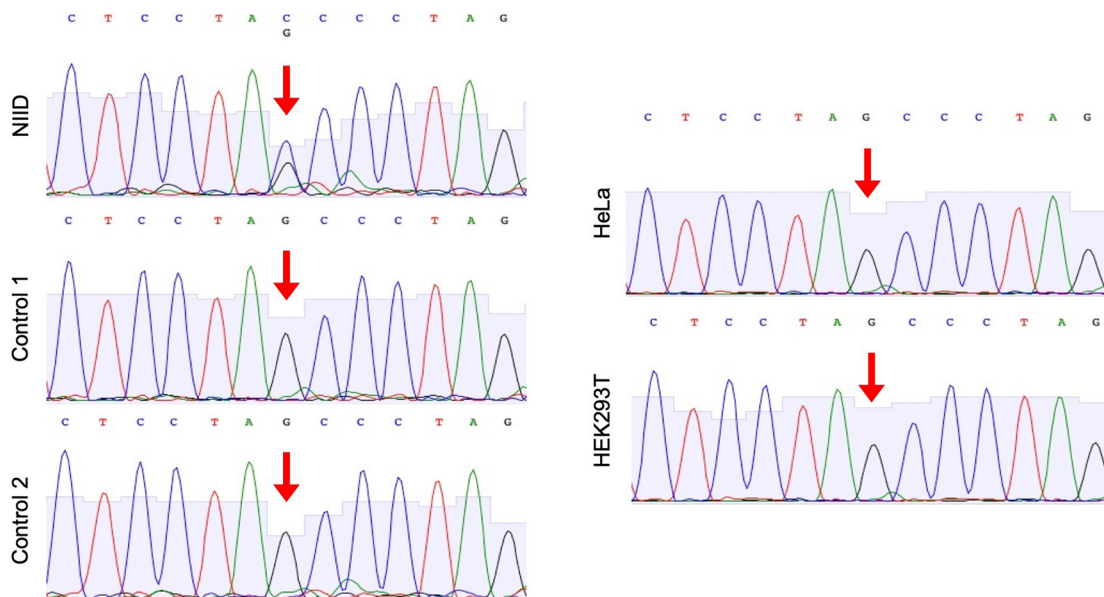 C T C C T A C C C C T A G
G
NIID
C T C C T A G C C C T A G
Control 1
C T C C T A G C C C T A G
Control 2
C T C C T A G C C C T A G
HeLa
C T C C T A G C C C T A G
HEK293T